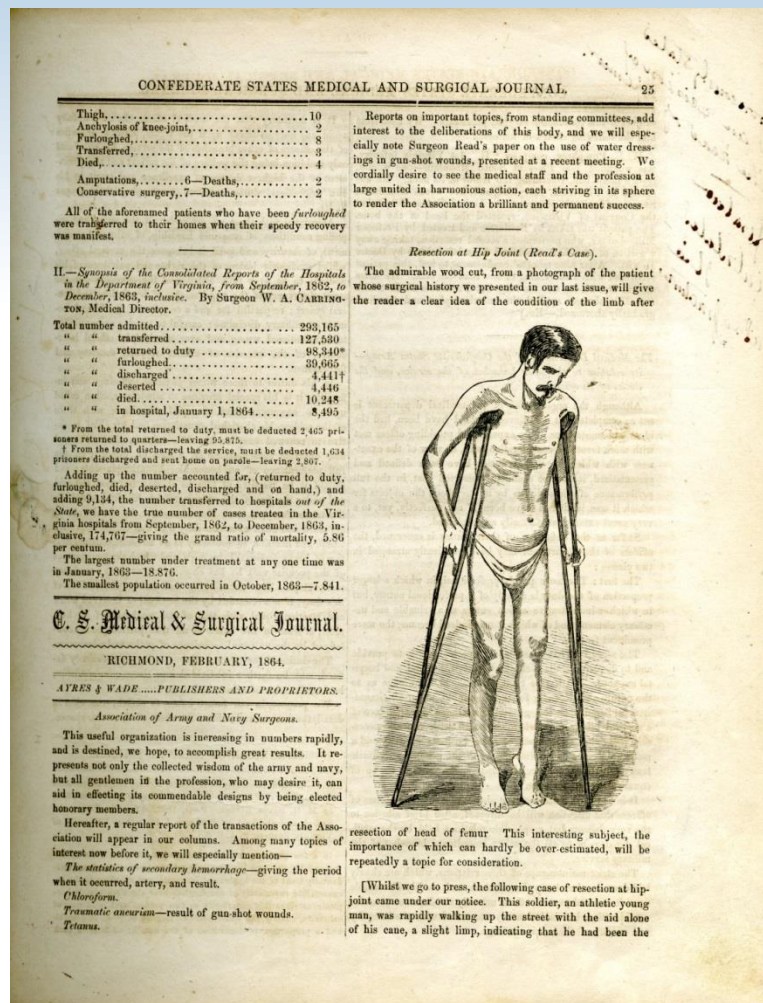 CONFEDERATE STATES MEDICAL AND SURGICAL JOURNAL. 25
Thigh,..................................10
Anchylosis of knee-joint,................... 2
Furloughed,............................... 8
Transferred,............................... 3
Died,..................................... 4
Amputations,........6—Deaths,............ 2
Conservative surgery,.7—Deaths,............ 2
All of the aforenamed patients who have been furloughed
were transferred to their homes when their speedy recovery
was manifest.
II.—Synopsis of the Consolidated Reports of the Hospitals
in the Department of Virginia, from September, 1862, to
December, 1863, inclusive. By Surgeon W. A. CARRING-
TON, Medical Director.
Total number admitted.................... 293,165
“ “ transferred..................... 127,530
“ “ returned to duty ............... 98,340*
“ “ furloughed..................... 39,665
“ “ discharged..................... 4,441†
“ “ deserted....................... 4,446
“ “ died........................... 10,248
“ “ in hospital, January 1, 1864....... 8,495
* From the total returned to duty, must be deducted 2,465 pri-
soners returned to quarters—leaving 95,875.
† From the total discharged the service, must be deducted 1,634
prisoners discharged and sent home on parole—leaving 2,807.
Adding up the number accounted for, (returned to duty,
furloughed, died, deserted, discharged and on hand,) and
adding 9,134, the number transferred to hospitals out of the
State, we have the true number of cases treated in the Vir-
ginia hospitals from September, 1862, to December, 1863, in-
clusive, 174,767—giving the grand ratio of mortality, 5.86
per centum.
The largest number under treatment at any one time was
in January, 1863—18.876.
The smallest population occurred in October, 1863—7.841.
C. S. Medical & Surgical Journal.
RICHMOND, FEBRUARY, 1864.
AYRES & WADE.....PUBLISHERS AND PROPRIETORS.
Association of Army and Navy Surgeons.
This useful organization is increasing in numbers rapidly,
and is destined, we hope, to accomplish great results. It re-
presents not only the collected wisdom of the army and navy,
but all gentlemen in the profession, who may desire it, can
aid in effecting its commendable designs by being elected
honorary members.
Hereafter, a regular report of the transactions of the Asso-
ciation will appear in our columns. Among many topics of
interest now before it, we will especially mention—
The statistics of secondary hemorrhage—giving the period
when it occurred, artery, and result.
Chloroform.
Traumatic aneurism—result of gun-shot wounds.
Tetanus.
Reports on important topics, from standing committees, add
interest to the deliberations of this body, and we will espe-
cially note Surgeon Read's paper on the use of water dress-
ings in gun-shot wounds, presented at a recent meeting. We
cordially desire to see the medical staff and the profession at
large united in harmonious action, each striving in its sphere
to render the Association a brilliant and permanent success.
Resection at Hip Joint (Read's Case).
The admirable wood cut, from a photograph of the patient
whose surgical history we presented in our last issue, will give
the reader a clear idea of the condition of the limb after
resection of head of femur This interesting subject, the
importance of which can hardly be over-estimated, will be
repeatedly a topic for consideration.
[Whilst we go to press, the following case of resection at hip-
joint came under our notice. This soldier, an athletic young
man, was rapidly walking up the street with the aid alone
of his cane, a slight limp, indicating that he had been the